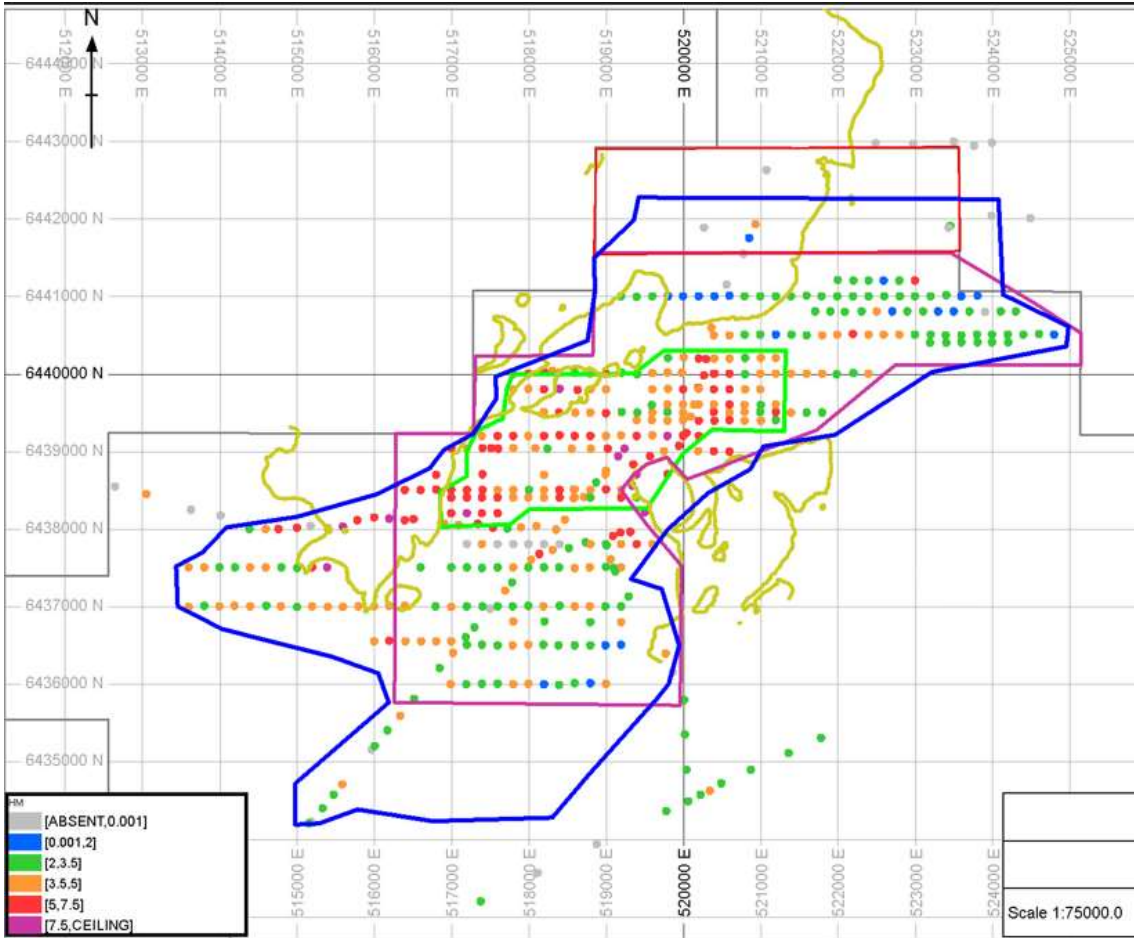 N
512000 E
513000 E
514000 E
515000 E
516000 E
517000 E
518000 E
519000 E
520000 E
521000 E
522000 E
523000 E
524000 E
525000 E
6444000 N
6443000 N
6442000 N
6441000 N
6440000 N
6439000 N
6438000 N
6437000 N
6436000 N
6435000 N
515000 E
516000 E
517000 E
518000 E
519000 E
520000 E
521000 E
522000 E
523000 E
524000 E
HM
[ABSENT,0.001]
[0.001,2]
[2,3.5]
[3.5,5]
[5,7.5]
[7.5,CEILING]
Scale 1:75000.0